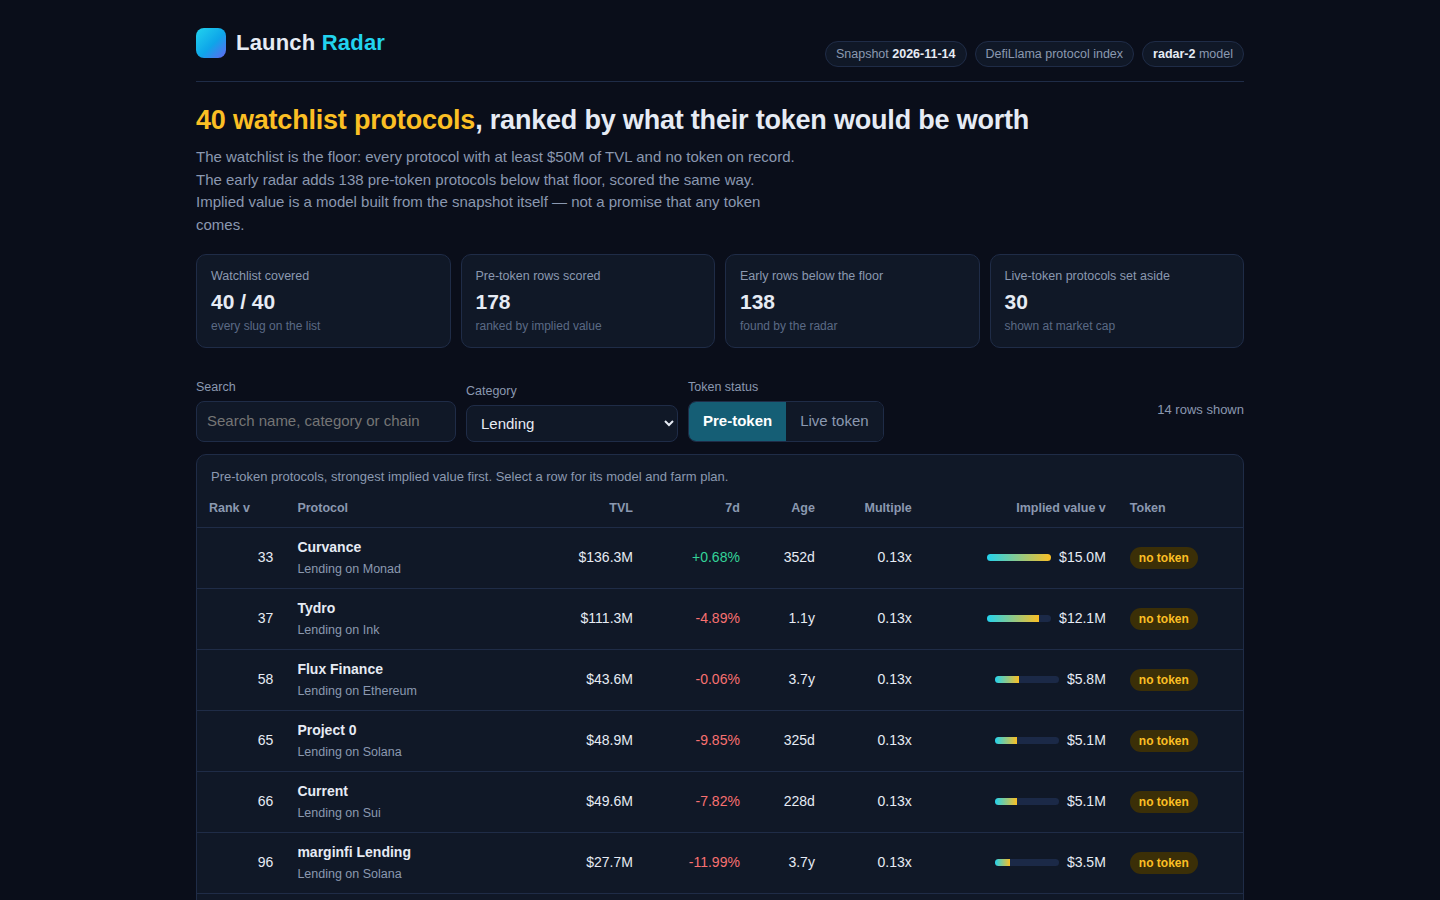 Launch Radar
Snapshot 2026-11-14
DefiLlama protocol index
radar-2 model
40 watchlist protocols, ranked by what their token would be worth
The watchlist is the floor: every protocol with at least $50M of TVL and no token on record.
The early radar adds 138 pre-token protocols below that floor, scored the same way.
Implied value is a model built from the snapshot itself — not a promise that any token
comes.
Watchlist covered
40 / 40
every slug on the list
Pre-token rows scored
178
ranked by implied value
Early rows below the floor
138
found by the radar
Live-token protocols set aside
30
shown at market cap
Search
Search name, category or chain
Category
Lending
Token status
Pre-token
Live token
14 rows shown
Pre-token protocols, strongest implied value first. Select a row for its model and farm plan.
Rank v Protocol TVL 7d Age Multiple Implied value v Token
33 Curvance $136.3M +0.68% 352d 0.13x $15.0M no token
Lending on Monad
37 Tydro $111.3M -4.89% 1.1y 0.13x $12.1M no token
Lending on Ink
58 Flux Finance $43.6M -0.06% 3.7y 0.13x $5.8M no token
Lending on Ethereum
65 Project 0 $48.9M -9.85% 325d 0.13x $5.1M no token
Lending on Solana
66 Current $49.6M -7.82% 228d 0.13x $5.1M no token
Lending on Sui
96 marginfi Lending $27.7M -11.99% 3.7y 0.13x $3.5M no token
Lending on Solana